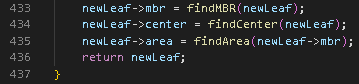 433 newLeaf->mbr = findMBR(newLeaf);
434 newLeaf->center = findCenter(newLeaf);
435 newLeaf->area = findArea(newLeaf->mbr);
436 return newLeaf;
437 }